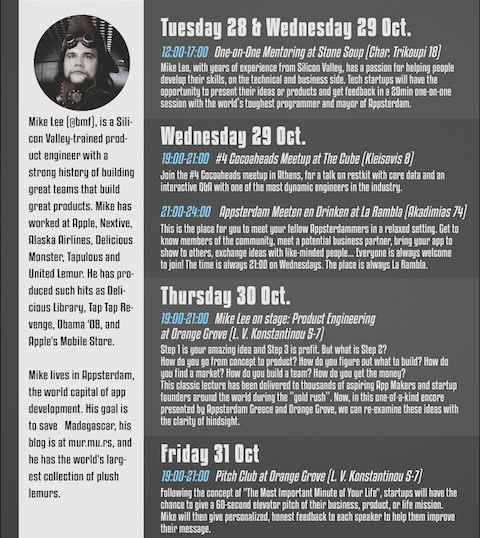 Mike Lee (@bmf), is a Sili-
con Valley-trained prod-
uct engineer with a
strong history of building
great teams that build
great products. Mike has
worked at Apple, Nextive,
Alaska Airlines, Delicious
Monster, Tapulous and
United Lemur. He has pro-
duced such hits as Deli-
cious Library, Tap Tap Re-
venge, Obama '08, and
Apple's Mobile Store.
Mike lives in Appsterdam,
the world capital of app
development. His goal is
to save Madagascar, his
blog is at mur.mu.rs, and
he has the world's larg-
est collection of plush
lemurs.
Tuesday 28 & Wednesday 29 Oct.
12:00-17:00 One-on-One Mentoring at Stone Soup (Char. Trikoupi 18)
Mike Lee, with years of experience from Silicon Valley, has a passion for helping people
develop their skills, on the technical and business side. Tech startups will have the
opportunity to present their ideas or products and get feedback in a 20min one-on-one
session with the world's toughest programmer and mayor of Appsterdam.
Wednesday 29 Oct.
19:00-21:00 #4 Cocoaheads Meetup at The Cube (Kleisovis 8)
Join the #4 Cocoaheads meetup in Athens, for a talk on restkit with core data and an
interactive Q&A with one of the most dynamic engineers in the industry.
21:00-24:00 Appsterdam Meeten en Drinken at La Rambla (Akadimias 74)
This is the place for you to meet your fellow Appsterdammers in a relaxed setting. Get to
know members of the community, meet a potential business partner, bring your app to
show to others, exchange ideas with like-minded people... Everyone is always welcome
to join! The time is always 21:00 on Wednesdays. The place is always La Rambla.
Thursday 30 Oct.
19:00-21:00 Mike Lee on stage: Product Engineering
at Orange Grove (L. V. Konstantinou 5-7)
Step 1 is your amazing idea and Step 3 is profit. But what is Step 2?
How do you go from concept to product? How do you figure out what to build? How do
you find a market? How do you build a team? How do you get the money?
This classic lecture has been delivered to thousands of aspiring App Makers and startup
founders around the world during the "gold rush". Now, in this one-of-a-kind encore
presented by Appsterdam Greece and Orange Grove, we can re-examine these ideas with
the clarity of hindsight.
Friday 31 Oct
19:00-21:00 Pitch Club at Orange Grove (L. V. Konstantinou 5-7)
Following the concept of "The Most Important Minute of Your Life", startups will have the
chance to give a 60-second elevator pitch of their business, product, or life mission.
Mike will then give personalized, honest feedback to each speaker to help them improve
their message.